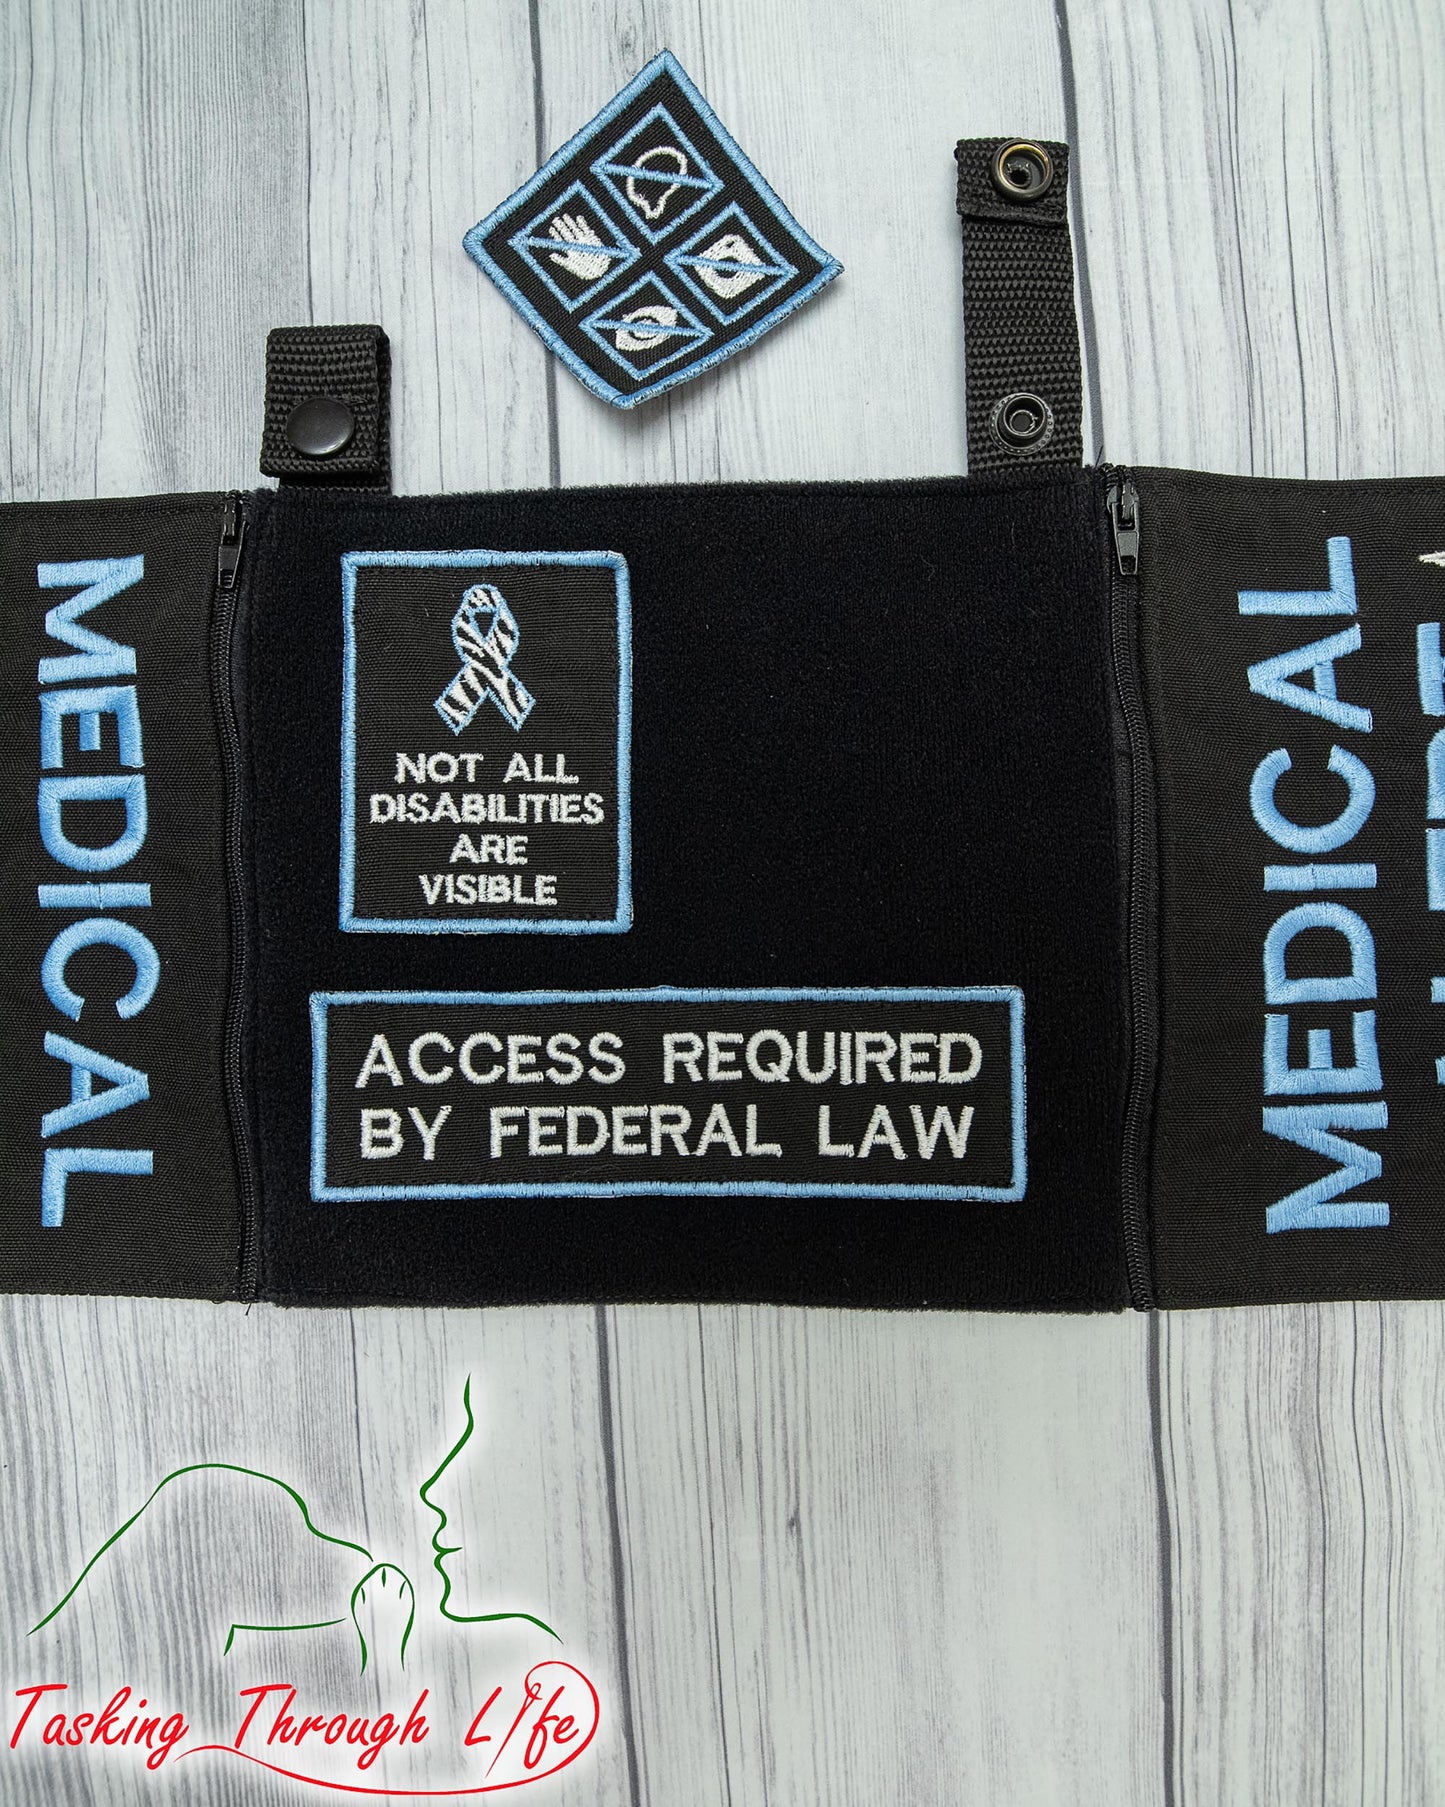 MEDICAL
NOT ALL
DISABILITIES
ARE
VISIBLE
ACCESS REQUIRED
BY FEDERAL LAW
MEDICAL
Tasking Through Life